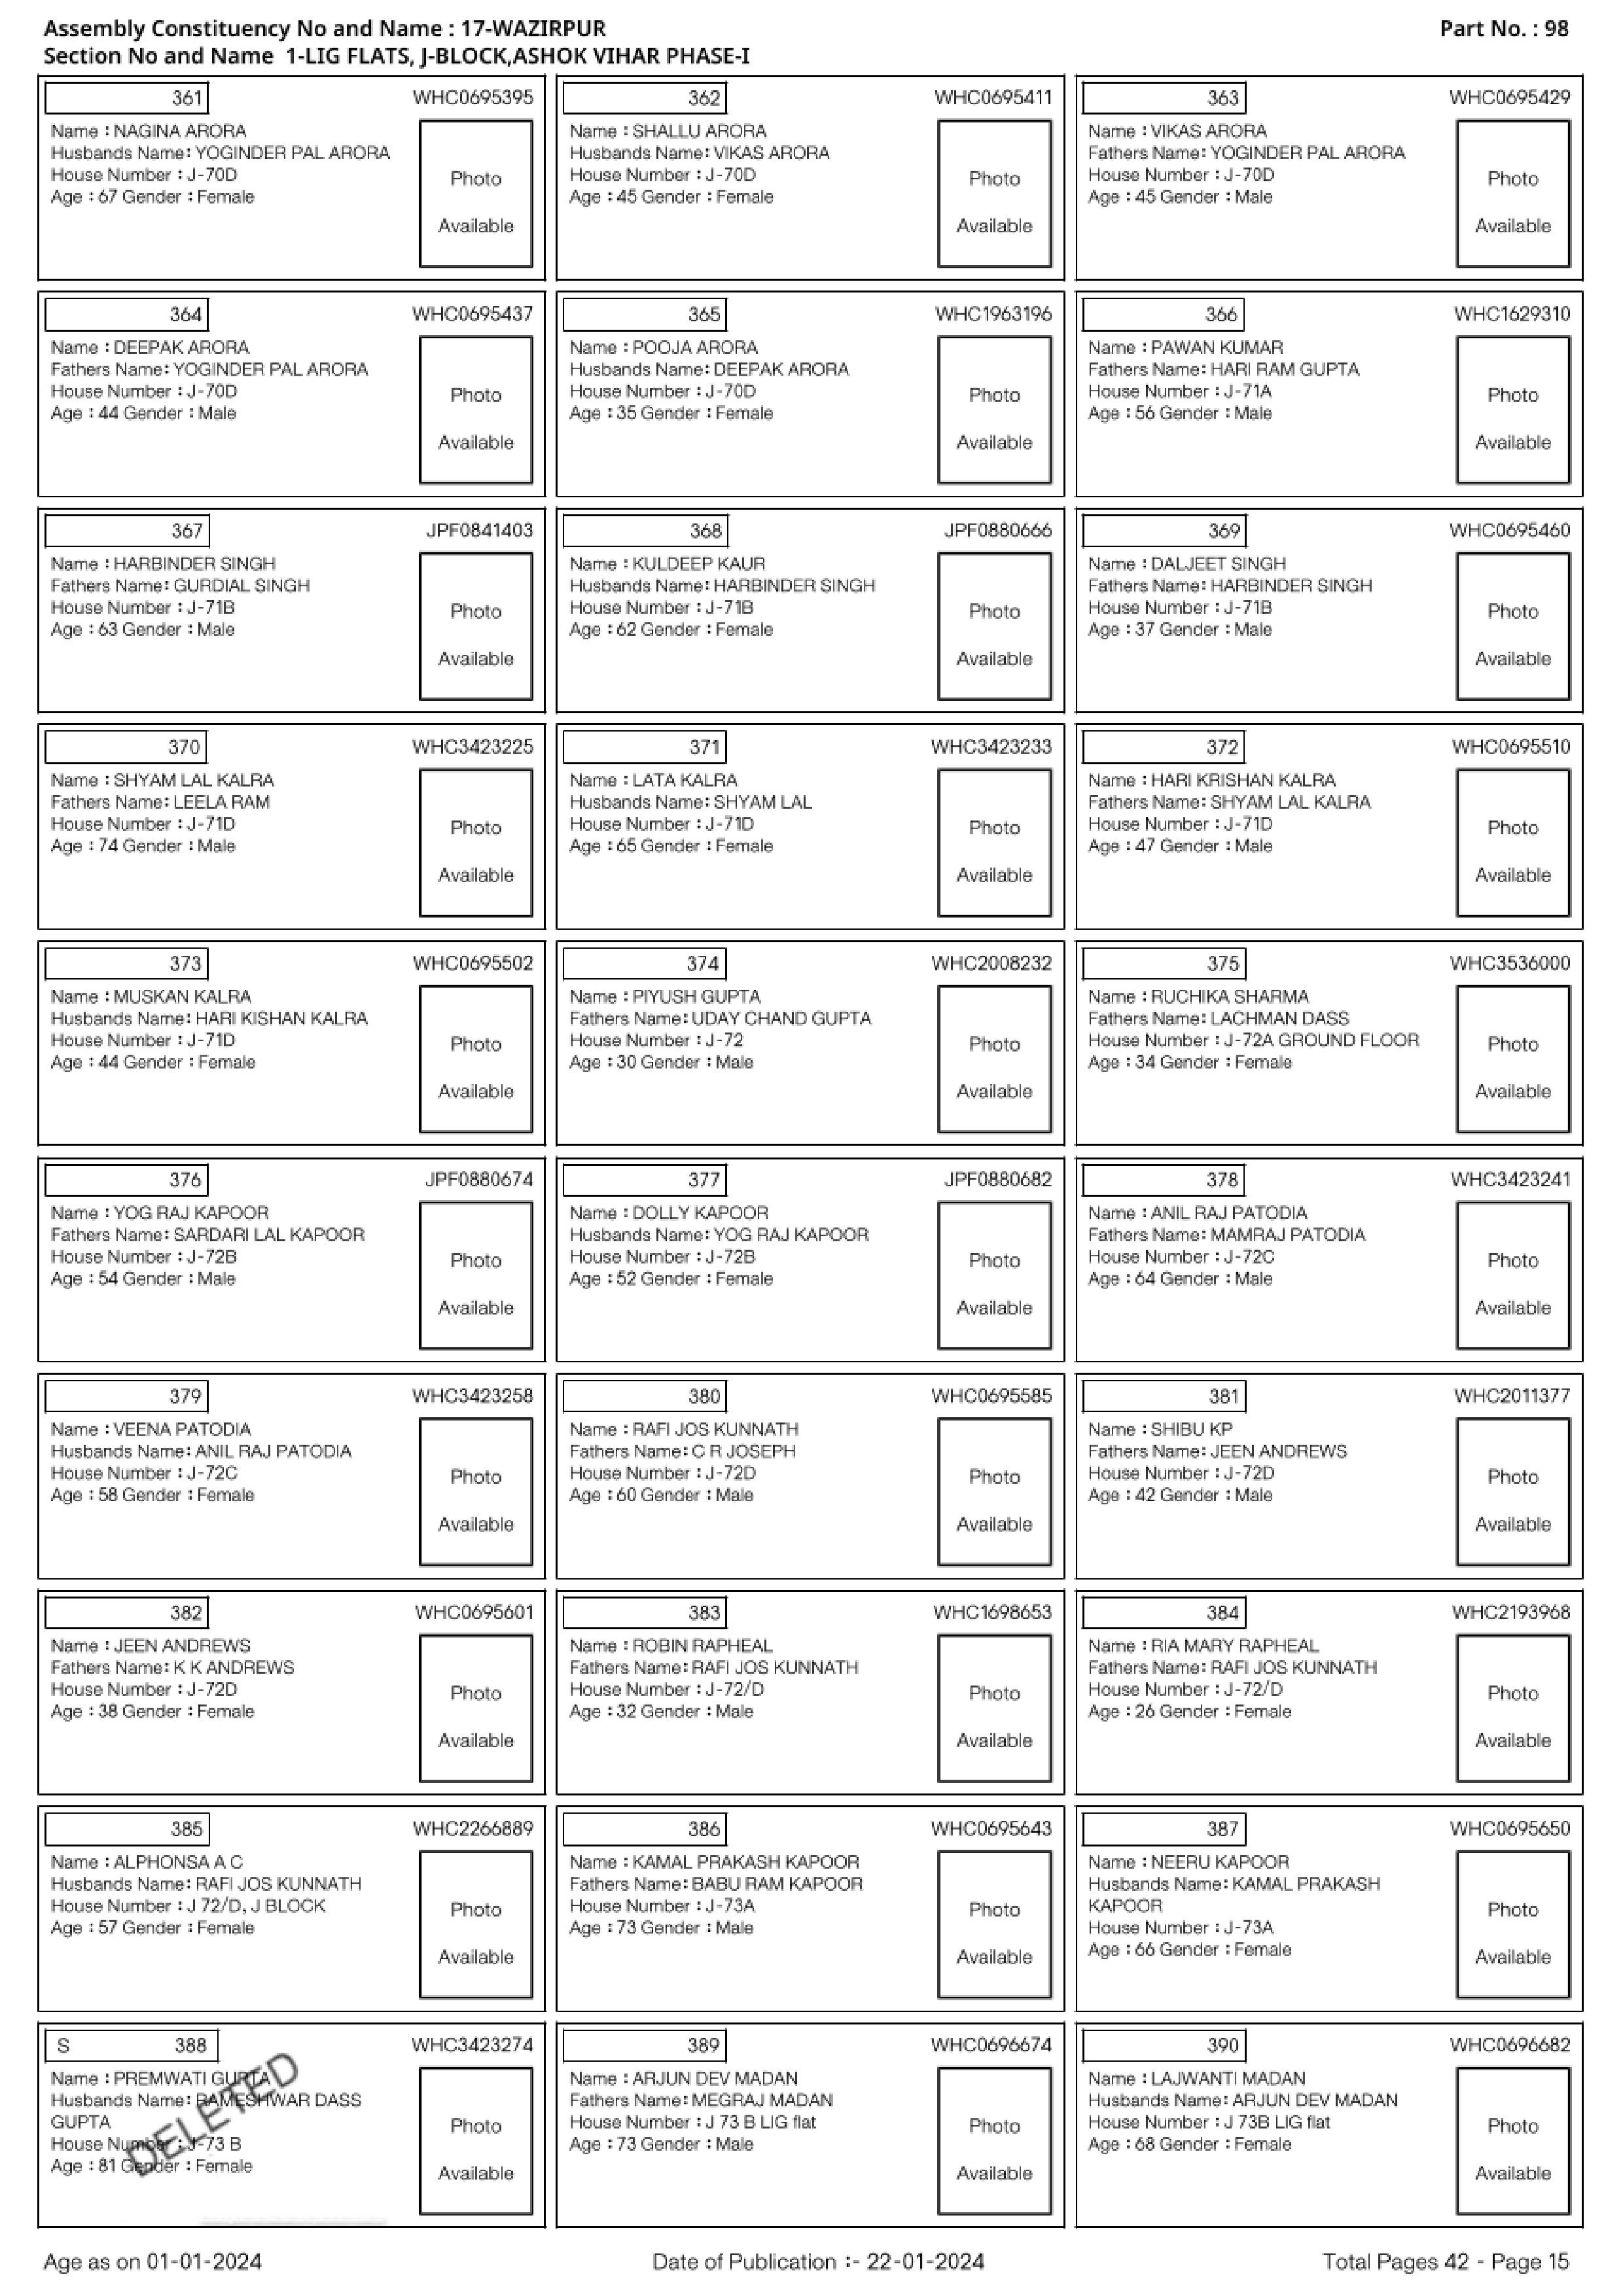 Assembly Constituency No and Name : 17-WAZIRPUR
Part No. : 98
Section No and Name 1-LIG FLATS, J-BLOCK,ASHOK VIHAR PHASE-I
361 WHC0695395
Name : NAGINA ARORA
Husbands Name: YOGINDER PAL ARORA
House Number : J-70D
Age : 67 Gender : Female
Photo
Available
362 WHC0695411
Name : SHALLU ARORA
Husbands Name: VIKAS ARORA
House Number : J-70D
Age : 45 Gender : Female
Photo
Available
363 WHC0695429
Name : VIKAS ARORA
Fathers Name: YOGINDER PAL ARORA
House Number : J-70D
Age : 45 Gender : Male
Photo
Available
364 WHC0695437
Name : DEEPAK ARORA
Fathers Name: YOGINDER PAL ARORA
House Number : J-70D
Age : 44 Gender : Male
Photo
Available
365 WHC1963196
Name : POOJA ARORA
Husbands Name: DEEPAK ARORA
House Number : J-70D
Age : 35 Gender : Female
Photo
Available
366 WHC1629310
Name : PAWAN KUMAR
Fathers Name: HARI RAM GUPTA
House Number : J-71A
Age : 56 Gender : Male
Photo
Available
367 JPF0841403
Name : HARBINDER SINGH
Fathers Name: GURDIAL SINGH
House Number : J-71B
Age : 63 Gender : Male
Photo
Available
368 JPF0880666
Name : KULDEEP KAUR
Husbands Name: HARBINDER SINGH
House Number : J-71B
Age : 62 Gender : Female
Photo
Available
369 WHC0695460
Name : DALJEET SINGH
Fathers Name: HARBINDER SINGH
House Number : J-71B
Age : 37 Gender : Male
Photo
Available
370 WHC3423225
Name : SHYAM LAL KALRA
Fathers Name: LEELA RAM
House Number : J-71D
Age : 74 Gender : Male
Photo
Available
371 WHC3423233
Name : LATA KALRA
Husbands Name: SHYAM LAL
House Number : J-71D
Age : 65 Gender : Female
Photo
Available
372 WHC0695510
Name : HARI KRISHAN KALRA
Fathers Name: SHYAM LAL KALRA
House Number : J-71D
Age : 47 Gender : Male
Photo
Available
373 WHC0695502
Name : MUSKAN KALRA
Husbands Name: HARI KISHAN KALRA
House Number : J-71D
Age : 44 Gender : Female
Photo
Available
374 WHC2008232
Name : PIYUSH GUPTA
Fathers Name: UDAY CHAND GUPTA
House Number : J-72
Age : 30 Gender : Male
Photo
Available
375 WHC3536000
Name : RUCHIKA SHARMA
Fathers Name: LACHMAN DASS
House Number : J-72A GROUND FLOOR
Age : 34 Gender : Female
Photo
Available
376 JPF0880674
Name : YOG RAJ KAPOOR
Fathers Name: SARDARI LAL KAPOOR
House Number : J-72B
Age : 54 Gender : Male
Photo
Available
377 JPF0880682
Name : DOLLY KAPOOR
Husbands Name: YOG RAJ KAPOOR
House Number : J-72B
Age : 52 Gender : Female
Photo
Available
378 WHC3423241
Name : ANIL RAJ PATODIA
Fathers Name: MAMRAJ PATODIA
House Number : J-72C
Age : 64 Gender : Male
Photo
Available
379 WHC3423258
Name : VEENA PATODIA
Husbands Name: ANIL RAJ PATODIA
House Number : J-72C
Age : 58 Gender : Female
Photo
Available
380 WHC0695585
Name : RAFI JOS KUNNATH
Fathers Name: C R JOSEPH
House Number : J-72D
Age : 60 Gender : Male
Photo
Available
381 WHC2011377
Name : SHIBU KP
Fathers Name: JEEN ANDREWS
House Number : J-72D
Age : 42 Gender : Male
Photo
Available
382 WHC0695601
Name : JEEN ANDREWS
Fathers Name: K K ANDREWS
House Number : J-72D
Age : 38 Gender : Female
Photo
Available
383 WHC1698653
Name : ROBIN RAPHEAL
Fathers Name: RAFI JOS KUNNATH
House Number : J-72/D
Age : 32 Gender : Male
Photo
Available
384 WHC2193968
Name : RIA MARY RAPHEAL
Fathers Name: RAFI JOS KUNNATH
House Number : J-72/D
Age : 26 Gender : Female
Photo
Available
385 WHC2266889
Name : ALPHONSA A C
Husbands Name: RAFI JOS KUNNATH
House Number : J 72/D, J BLOCK
Age : 57 Gender : Female
Photo
Available
386 WHC0695643
Name : KAMAL PRAKASH KAPOOR
Fathers Name: BABU RAM KAPOOR
House Number : J-73A
Age : 73 Gender : Male
Photo
Available
387 WHC0695650
Name : NEERU KAPOOR
Husbands Name: KAMAL PRAKASH
KAPOOR
House Number : J-73A
Age : 66 Gender : Female
Photo
Available
S 388 WHC3423274
Name : PREMWATI GUPTA
Husbands Name: RAMESHWAR DASS
GUPTA
House Number : J-73 B
Age : 81 Gender : Female
DELETED
Photo
Available
389 WHC0696674
Name : ARJUN DEV MADAN
Fathers Name: MEGRAJ MADAN
House Number : J 73 B LIG flat
Age : 73 Gender : Male
Photo
Available
390 WHC0696682
Name : LAJWANTI MADAN
Husbands Name: ARJUN DEV MADAN
House Number : J 73B LIG flat
Age : 68 Gender : Female
Photo
Available
Age as on 01-01-2024
Date of Publication :- 22-01-2024
Total Pages 42 - Page 15